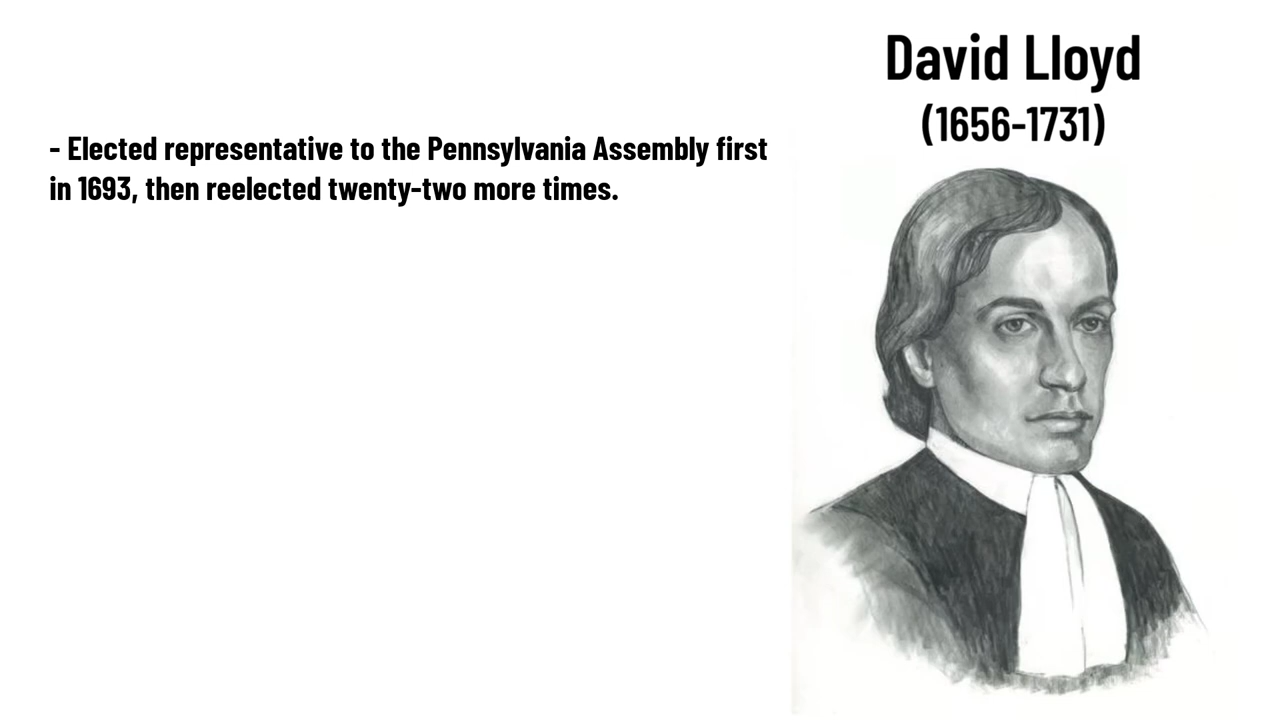 David Lloyd
(1656-1731)
- Elected representative to the Pennsylvania Assembly first
in 1693, then reelected twenty-two more times.